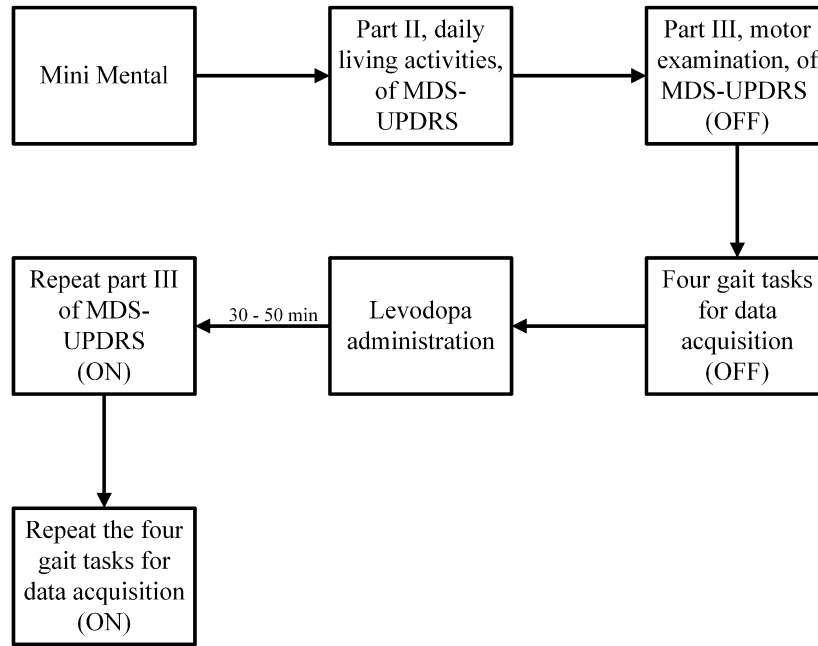 Mini Mental
Part II, daily
living activities,
of MDS-
UPDRS
Part III, motor
examination, of
MDS-UPDRS
(OFF)
Four gait tasks
for data
acquisition
(OFF)
Levodopa
administration
30 - 50 min
Repeat part III
of MDS-
UPDRS
(ON)
Repeat the four
gait tasks for
data acquisition
(ON)